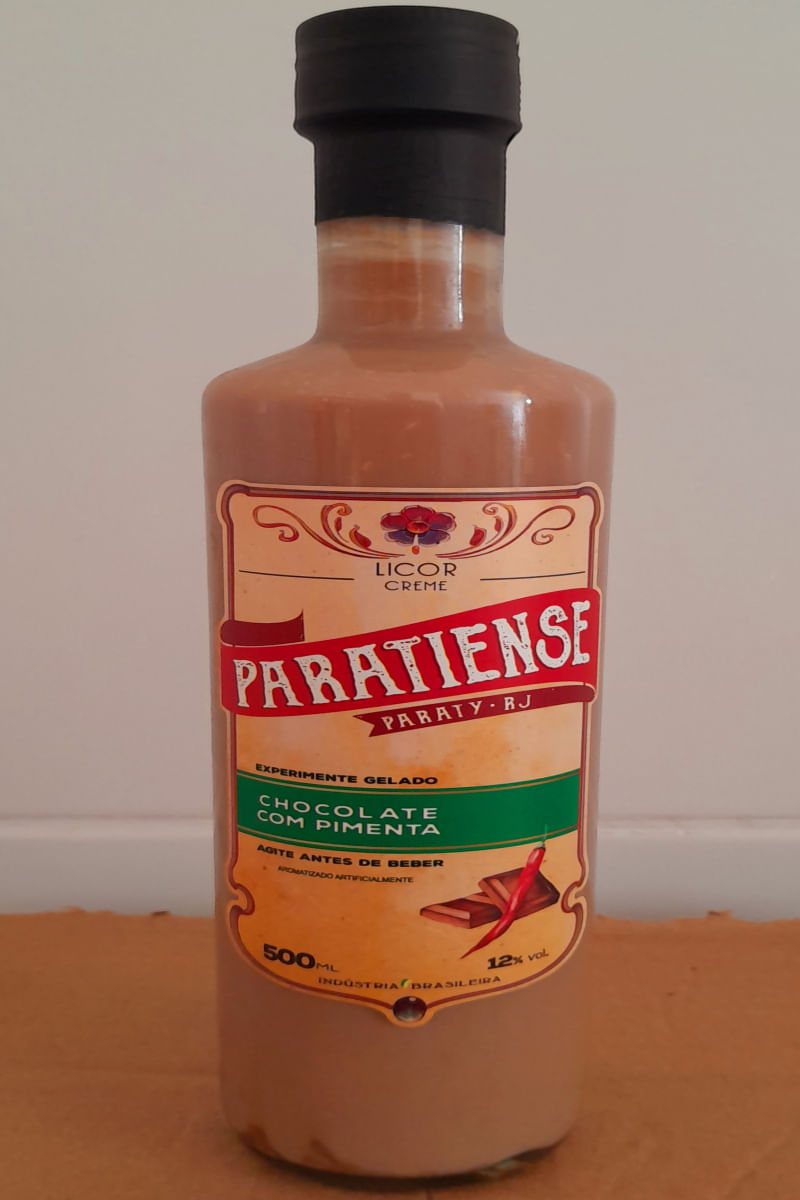 LICOR
CREME
PARATIENSE
PARATY · RJ
EXPERIMENTE GELADO
CHOCOLATE
COM PIMENTA
AGITE ANTES DE BEBER
AROMATIZADO ARTIFICIALMENTE
500ML
12% vol.
INDÚSTRIA BRASILEIRA